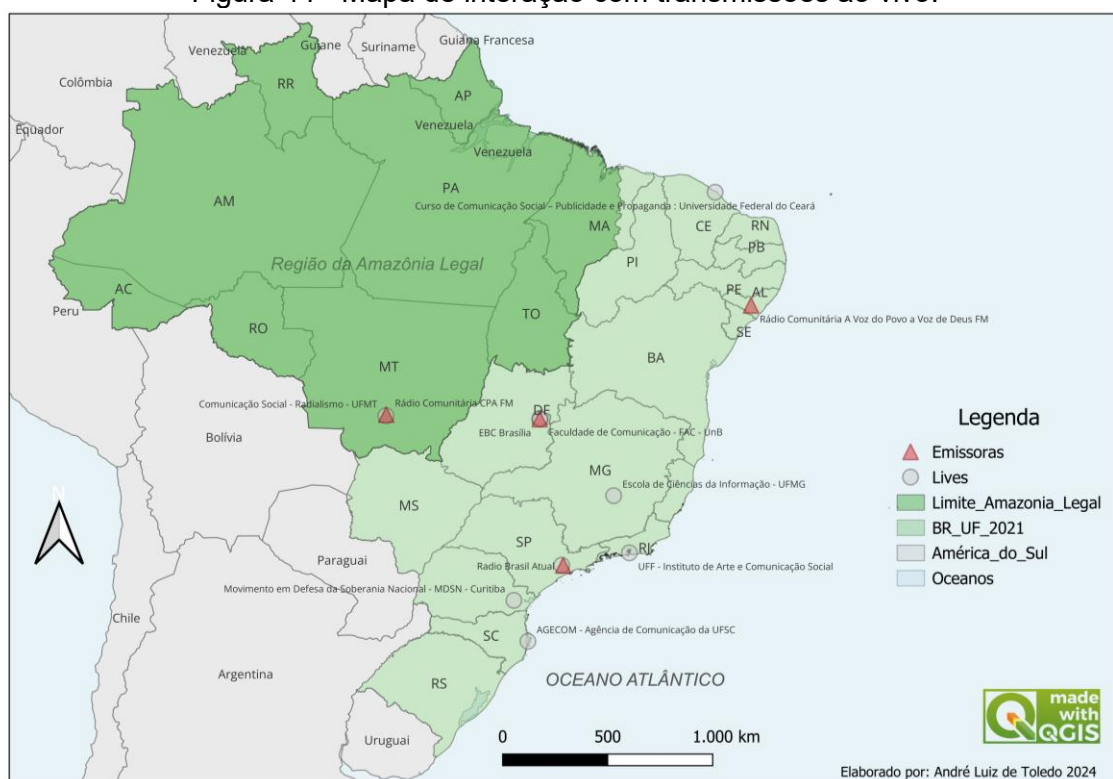 Figura 44 - Mapa de interação com transmissões ao vivo.
Venezuela
Guiane
Suriname
Guiana Francesa
Colômbia
RR
AP
Equador
Venezuela
Venezuela
AM
PA
Curso de Comunicação Social – Publicidade e Propaganda : Universidade Federal do Ceará
MA
CE
RN
PB
PI
Região da Amazônia Legal
AC
PE
AL
Peru
RO
TO
Rádio Comunitária A Voz do Povo a Voz de Deus FM
SE
BA
MT
Comunicação Social - Radialismo - UFMT
Rádio Comunitária CPA FM
DF
EBC Brasília
Faculdade de Comunicação - FAC - UnB
Bolívia
MG
Escola de Ciências da Informação - UFMG
MS
N
SP
RJ
Paraguai
Radio Brasil Atual
UFF - Instituto de Arte e Comunicação Social
Movimento em Defesa da Soberania Nacional - MDSN - Curitiba
Chile
SC
AGECOM - Agência de Comunicação da UFSC
Argentina
RS
OCEANO ATLÂNTICO
Uruguai
0 500 1.000 km
Legenda
Emissoras
Lives
Limite_Amazonia_Legal
BR_UF_2021
América_do_Sul
Oceanos
made
with
QGIS
Elaborado por: André Luiz de Toledo 2024